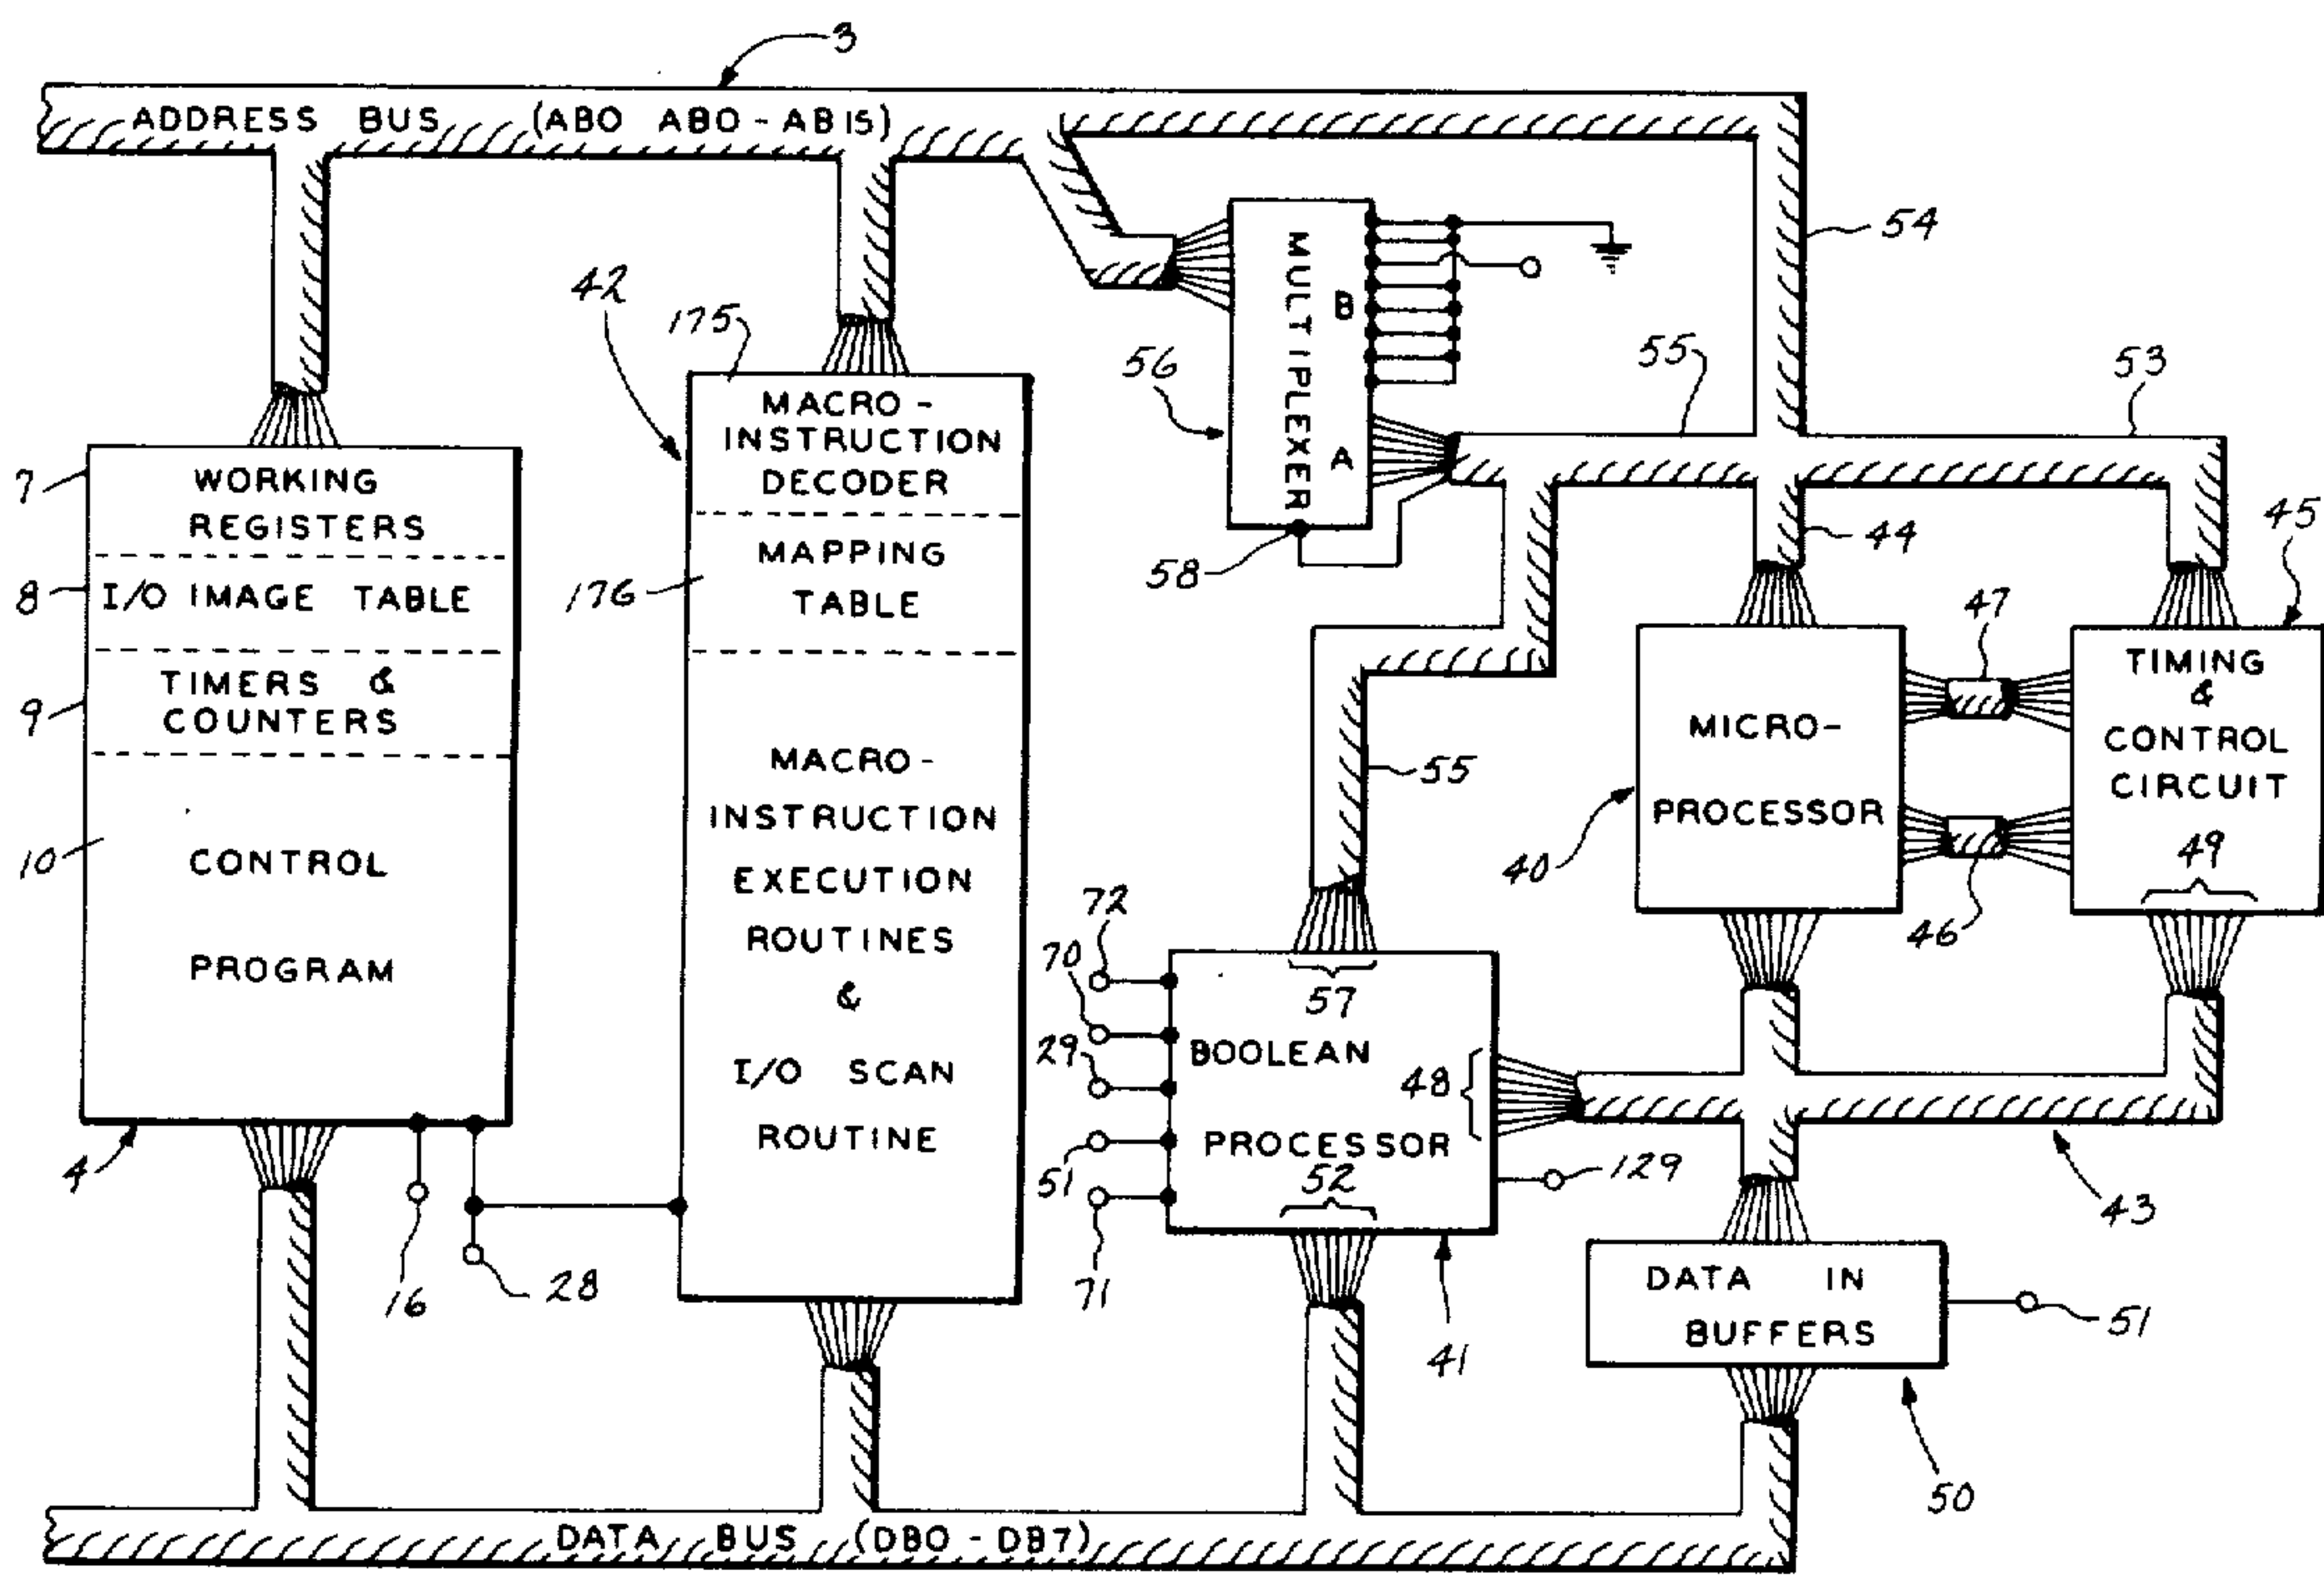 3
ADDRESS BUS (ABO ABO - AB15)
54
42
175
MULTIPLEXER
B
A
56
58
55
53
44
45
7
WORKING
REGISTERS
8
I/O IMAGE TABLE
9
TIMERS &
COUNTERS
10
CONTROL
PROGRAM
4
16
28
MACRO -
INSTRUCTION
DECODER
176
MAPPING
TABLE
MACRO -
INSTRUCTION
EXECUTION
ROUTINES
&
I/O SCAN
ROUTINE
55
47
MICRO -
PROCESSOR
40
46
TIMING
&
CONTROL
CIRCUIT
49
72
70
29
51
71
57
BOOLEAN
PROCESSOR
48
52
129
41
43
DATA IN
BUFFERS
51
50
DATA BUS (DBO - DB7)